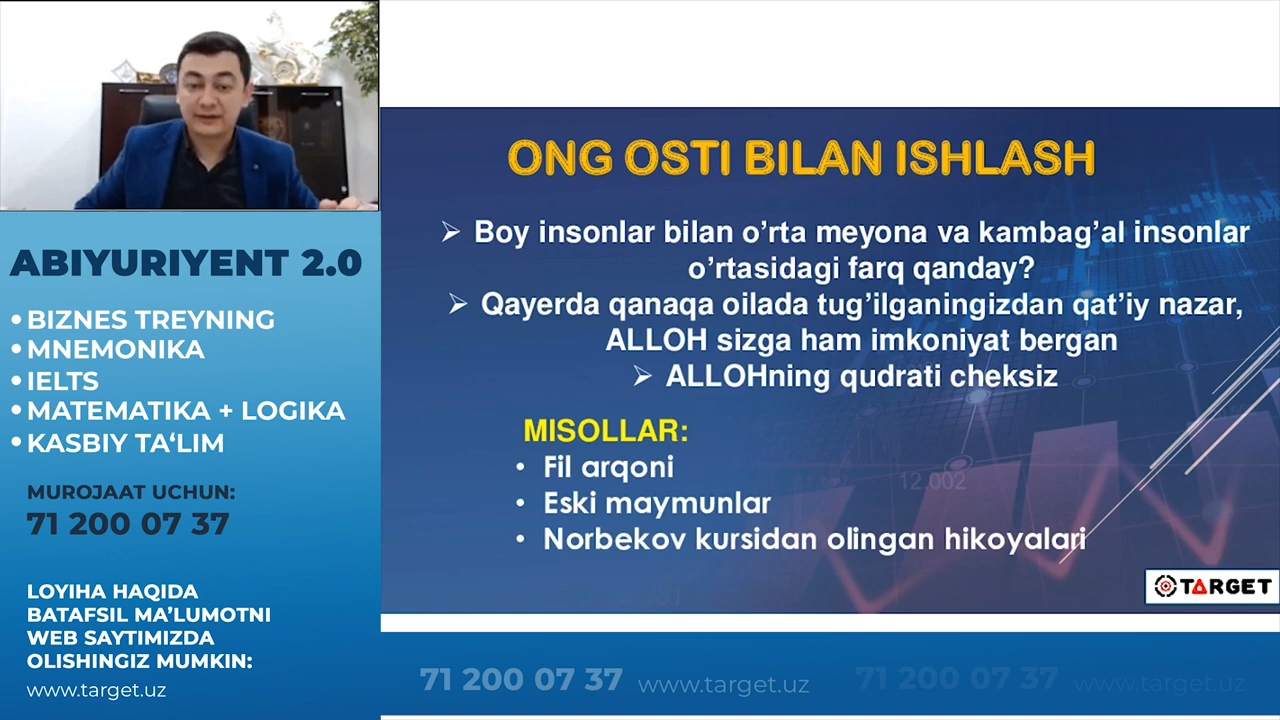 ABIYURIYENT 2.0
• BIZNES TREYNING
• MNEMONIKA
• IELTS
• MATEMATIKA + LOGIKA
• KASBIY TA‘LIM
MUROJAAT UCHUN:
71 200 07 37
LOYIHA HAQIDA
BATAFSIL MA’LUMOTNI
WEB SAYTIMIZDA
OLISHINGIZ MUMKIN:
www.target.uz
ONG OSTI BILAN ISHLASH
➢ Boy insonlar bilan o’rta meyona va kambag’al insonlar
o’rtasidagi farq qanday?
➢ Qayerda qanaqa oilada tug’ilganingizdan qat’iy nazar,
ALLOH sizga ham imkoniyat bergan
➢ ALLOHning qudrati cheksiz
MISOLLAR:
• Fil arqoni
• Eski maymunlar
• Norbekov kursidan olingan hikoyalari
12.002
TARGET
71 200 07 37 www.target.uz 71 200 07 37 www.target.uz